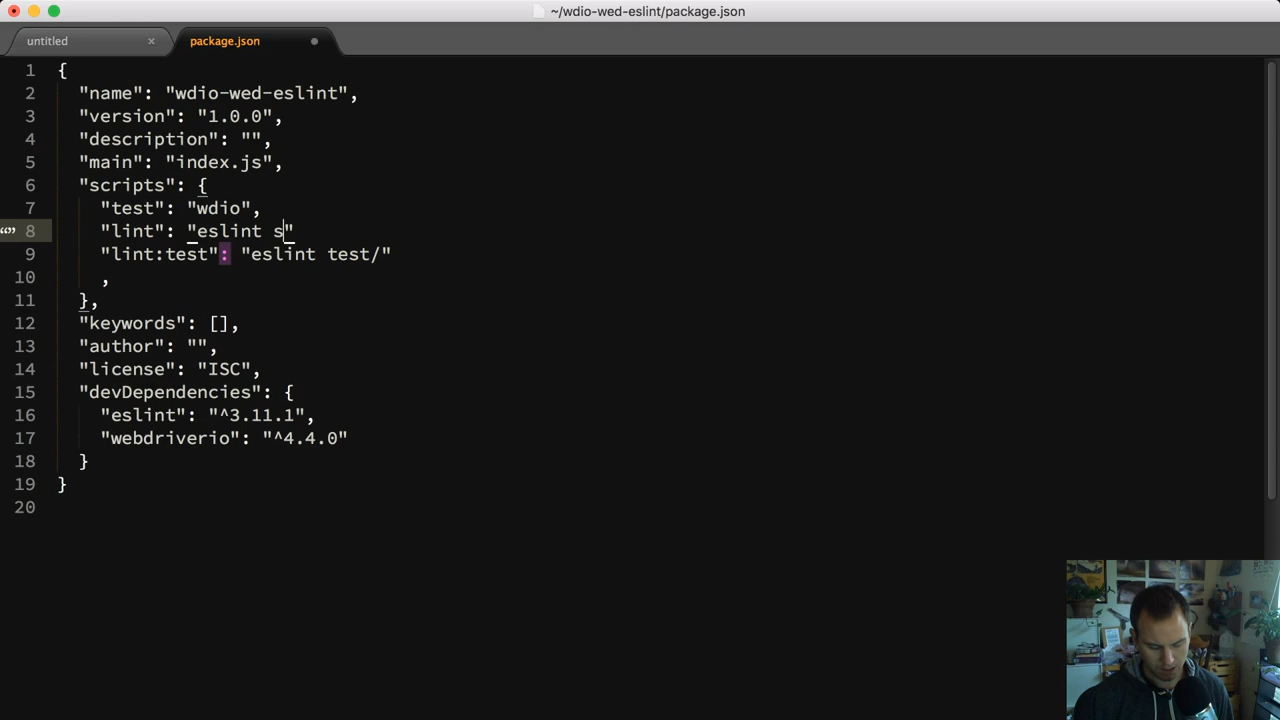 ~/wdio-wed-eslint/package.json
untitled × package.json
1 {
2 "name": "wdio-wed-eslint",
3 "version": "1.0.0",
4 "description": "",
5 "main": "index.js",
6 "scripts": {
7 "test": "wdio",
“” 8 "lint": "eslint s"
9 "lint:test": "eslint test/"
10 ,
11 },
12 "keywords": [],
13 "author": "",
14 "license": "ISC",
15 "devDependencies": {
16 "eslint": "^3.11.1",
17 "webdriverio": "^4.4.0"
18 }
19 }
20